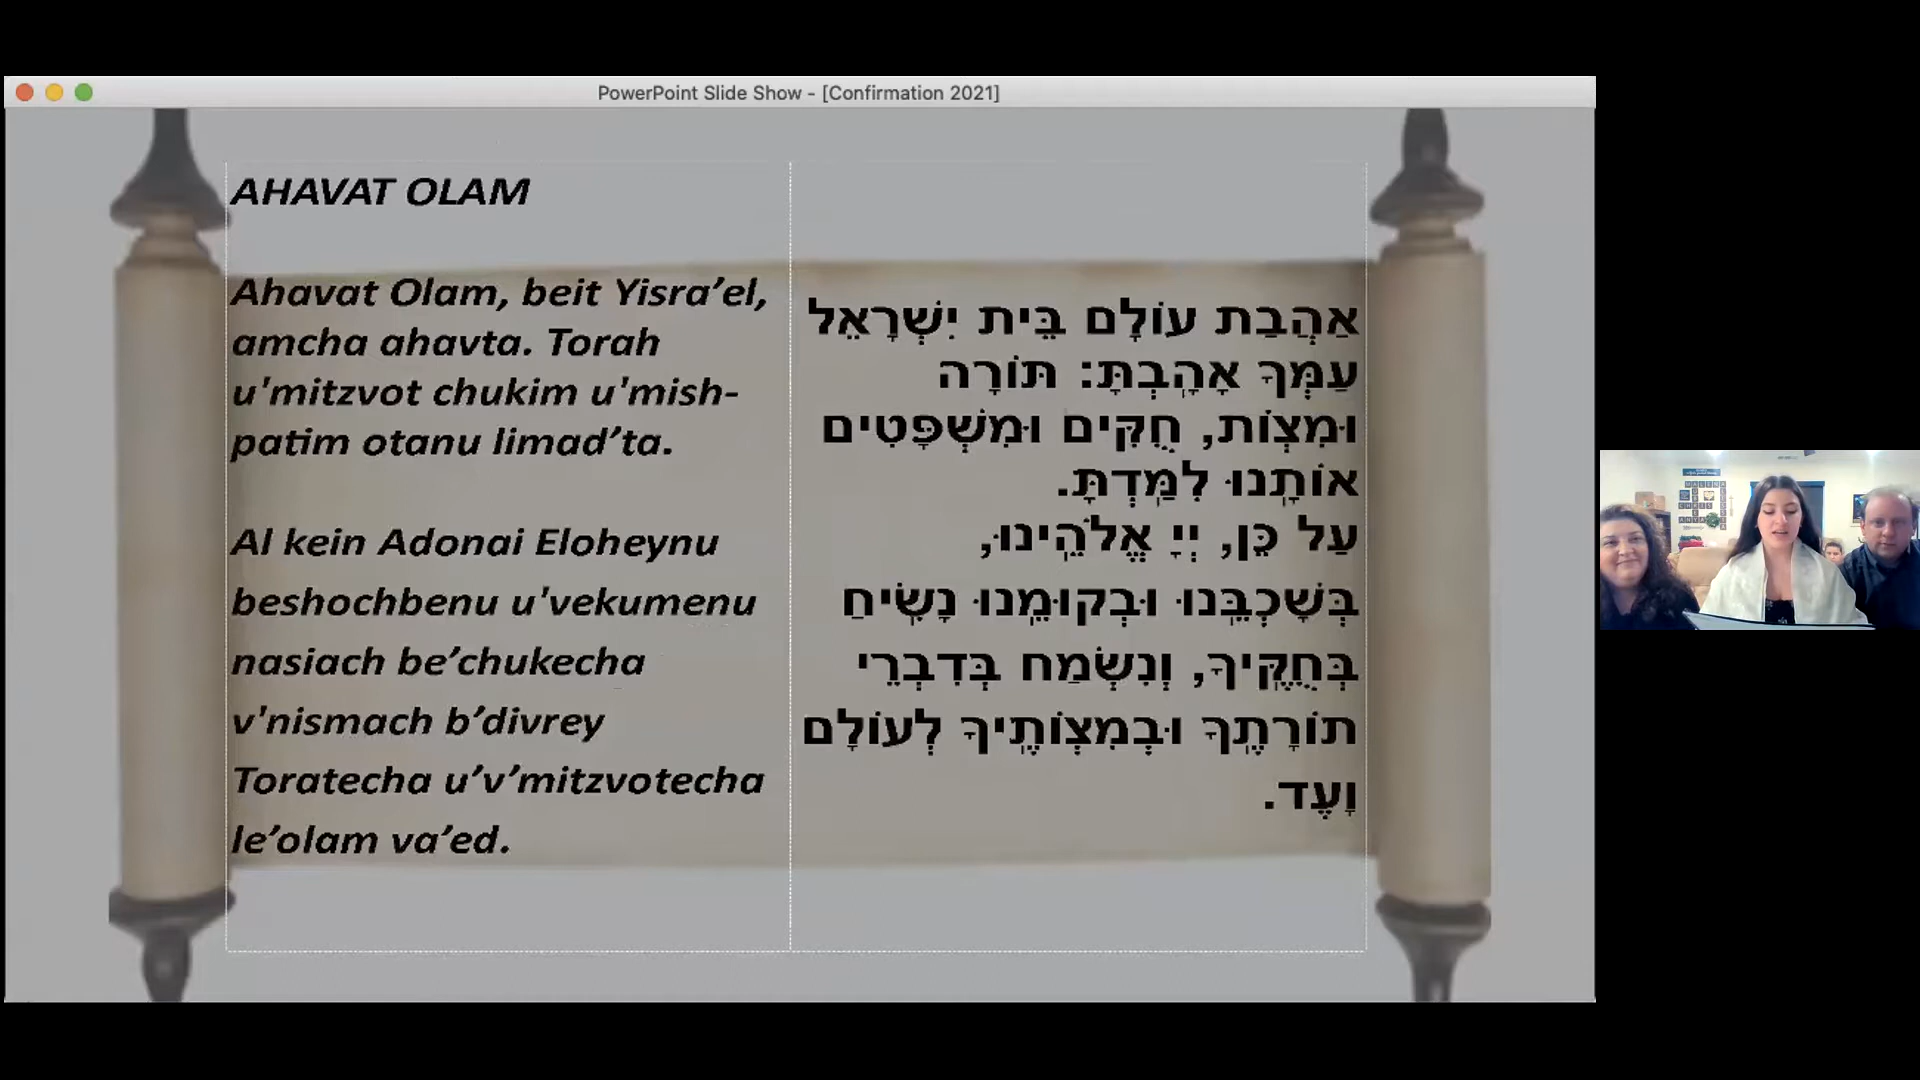 PowerPoint Slide Show - [Confirmation 2021]
AHAVAT OLAM
Ahavat Olam, beit Yisra’el,
amcha ahavta. Torah
u'mitzvot chukim u'mish-
patim otanu limad’ta.
Al kein Adonai Eloheynu
beshochbenu u'vekumenu
nasiach be’chukecha
v'nismach b’divrey
Toratecha u’v’mitzvotecha
le’olam va’ed.
אַהֲבַת עוֹלָם בֵּית יִשְׂרָאֵל
עַמְּךָ אָהָבְתָּ: תּוֹרָה
וּמִצְוֹת, חֻקִּים וּמִשְׁפָּטִים
אוֹתָנוּ לִמַּדְתָּ.
עַל כֵּן, יְיָ אֱלֹהֵינוּ,
בְּשָׁכְבֵּנוּ וּבְקוּמֵנוּ נָשִׂיחַ
בְּחֻקֶּיךָ, וְנִשְׂמַח בְּדִבְרֵי
תוֹרָתֶךָ וּבְמִצְוֹתֶיךָ לְעוֹלָם
וָעֶד.